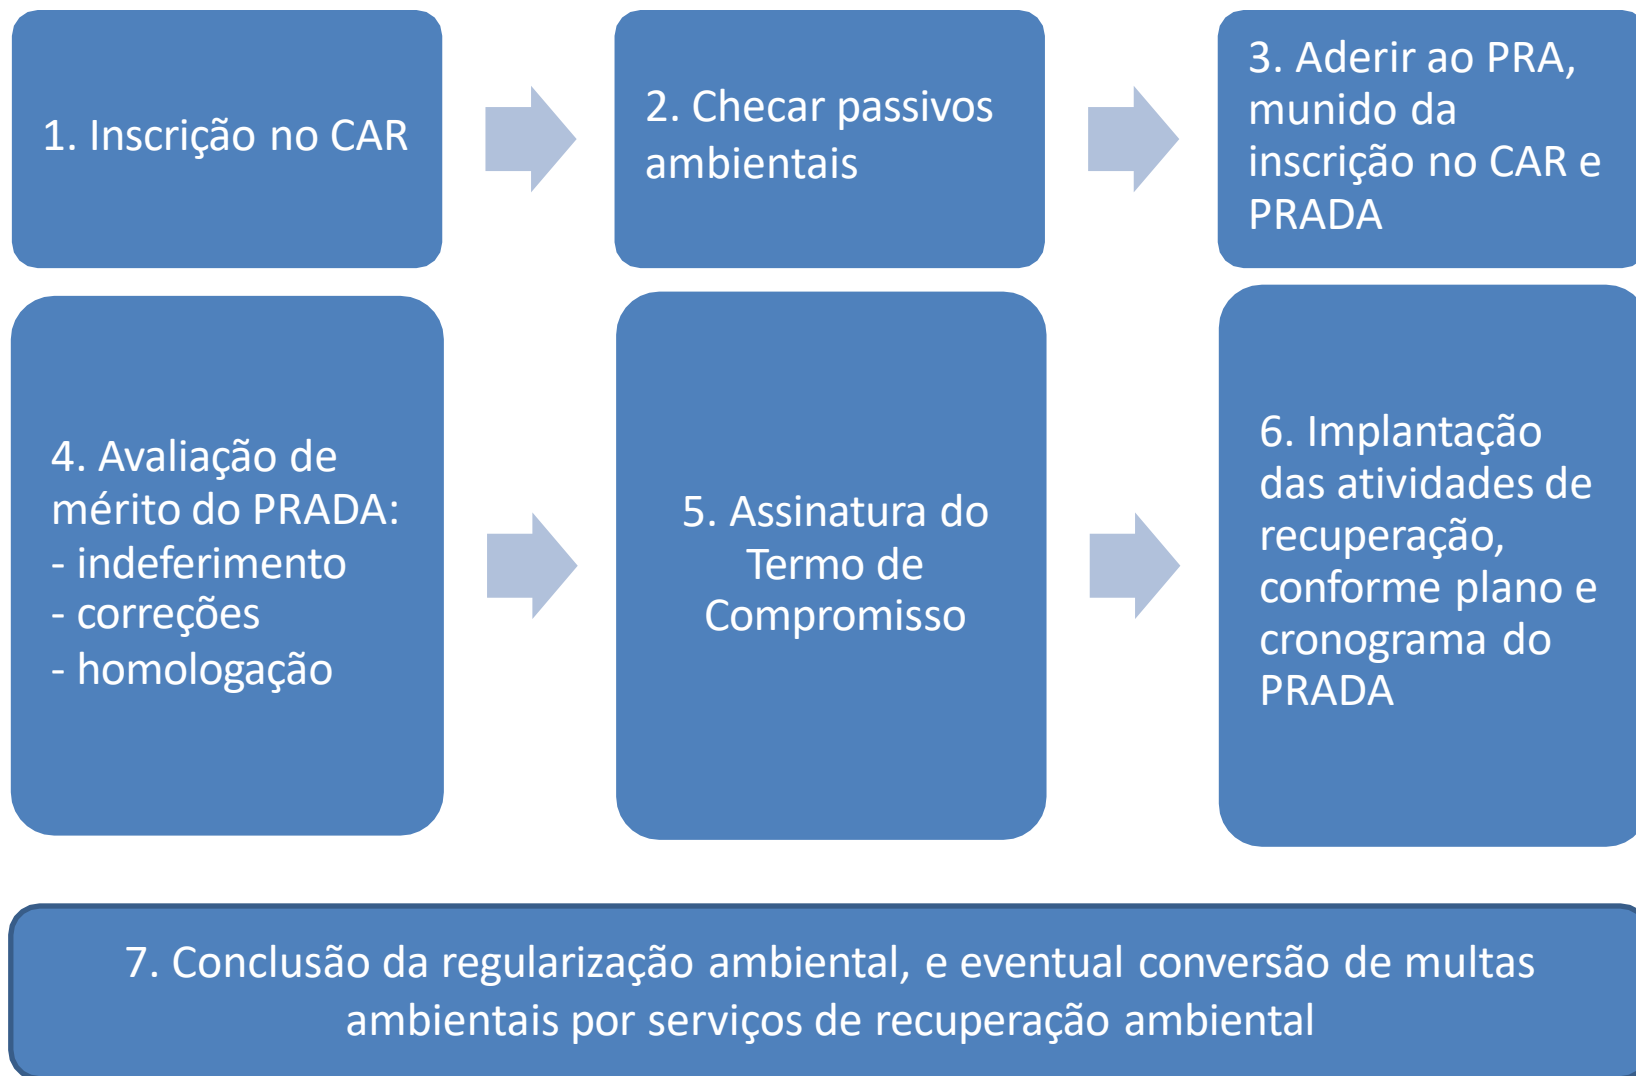 1. Inscrição no CAR
2. Checar passivos
ambientais
3. Aderir ao PRA,
munido da
inscrição no CAR e
PRADA
4. Avaliação de
mérito do PRADA:
- indeferimento
- correções
- homologação
5. Assinatura do
Termo de
Compromisso
6. Implantação
das atividades de
recuperação,
conforme plano e
cronograma do
PRADA
7. Conclusão da regularização ambiental, e eventual conversão de multas
ambientais por serviços de recuperação ambiental